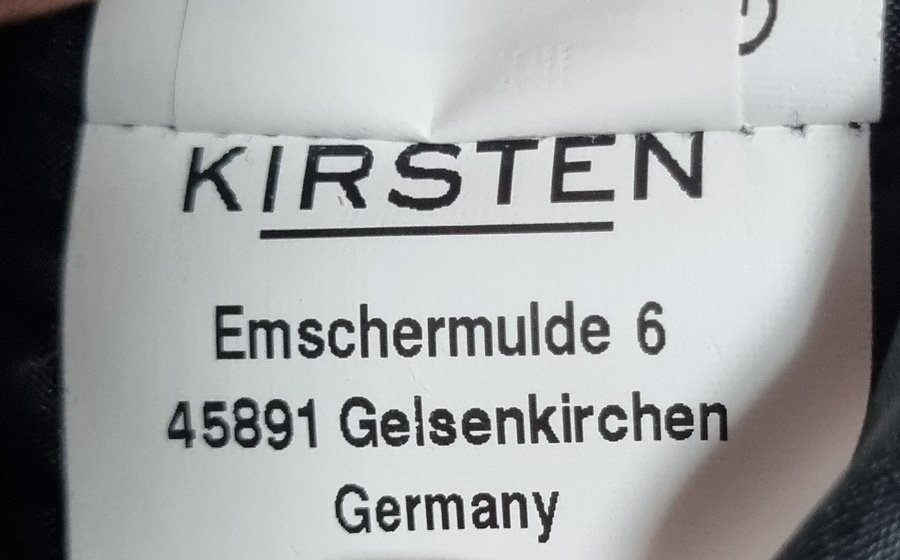 KIRSTEN
Emschermulde 6
45891 Gelsenkirchen
Germany